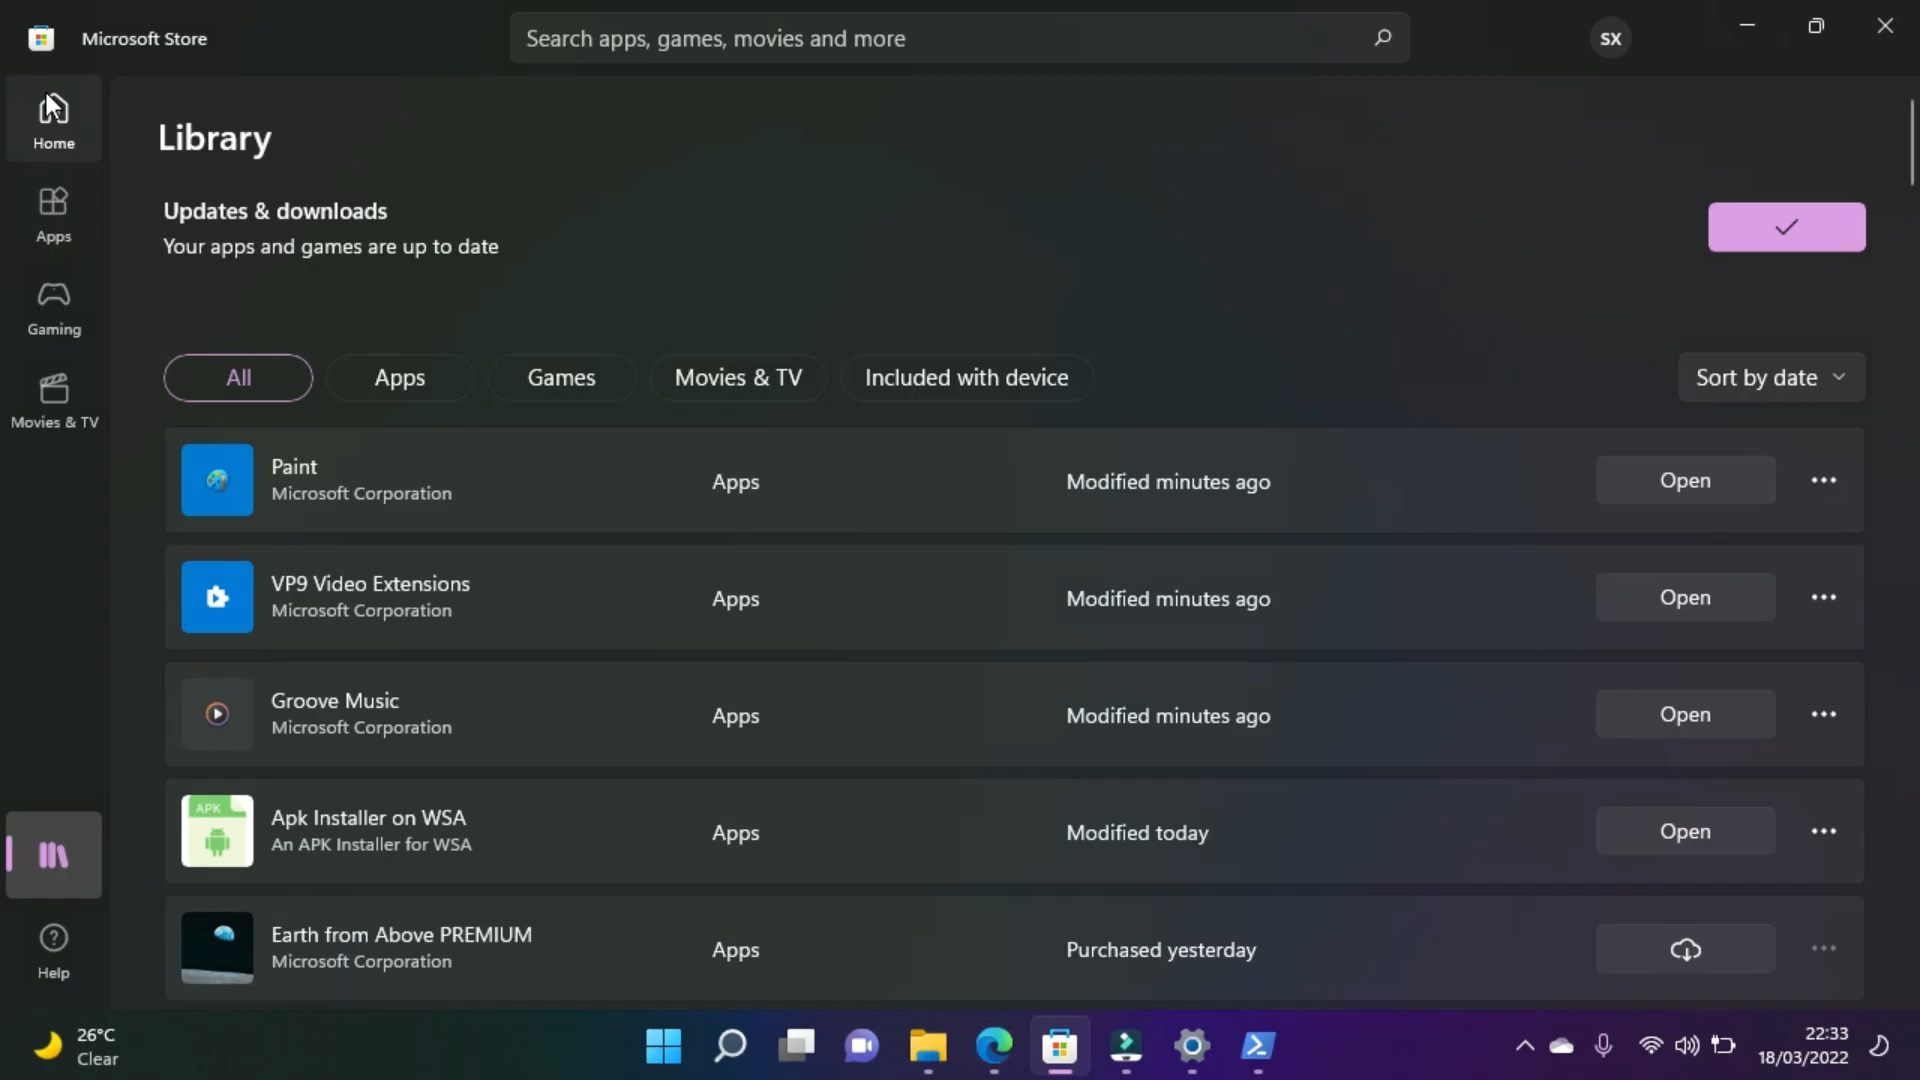 Microsoft Store
Search apps, games, movies and more
SX
Home
Apps
Gaming
Movies & TV
Help
Library
Updates & downloads
Your apps and games are up to date
All Apps Games Movies & TV Included with device Sort by date
Paint
Microsoft Corporation
Apps Modified minutes ago Open
VP9 Video Extensions
Microsoft Corporation
Apps Modified minutes ago Open
Groove Music
Microsoft Corporation
Apps Modified minutes ago Open
APK
Apk Installer on WSA
An APK Installer for WSA
Apps Modified today Open
Earth from Above PREMIUM
Microsoft Corporation
Apps Purchased yesterday
26°C
Clear
22:33
18/03/2022